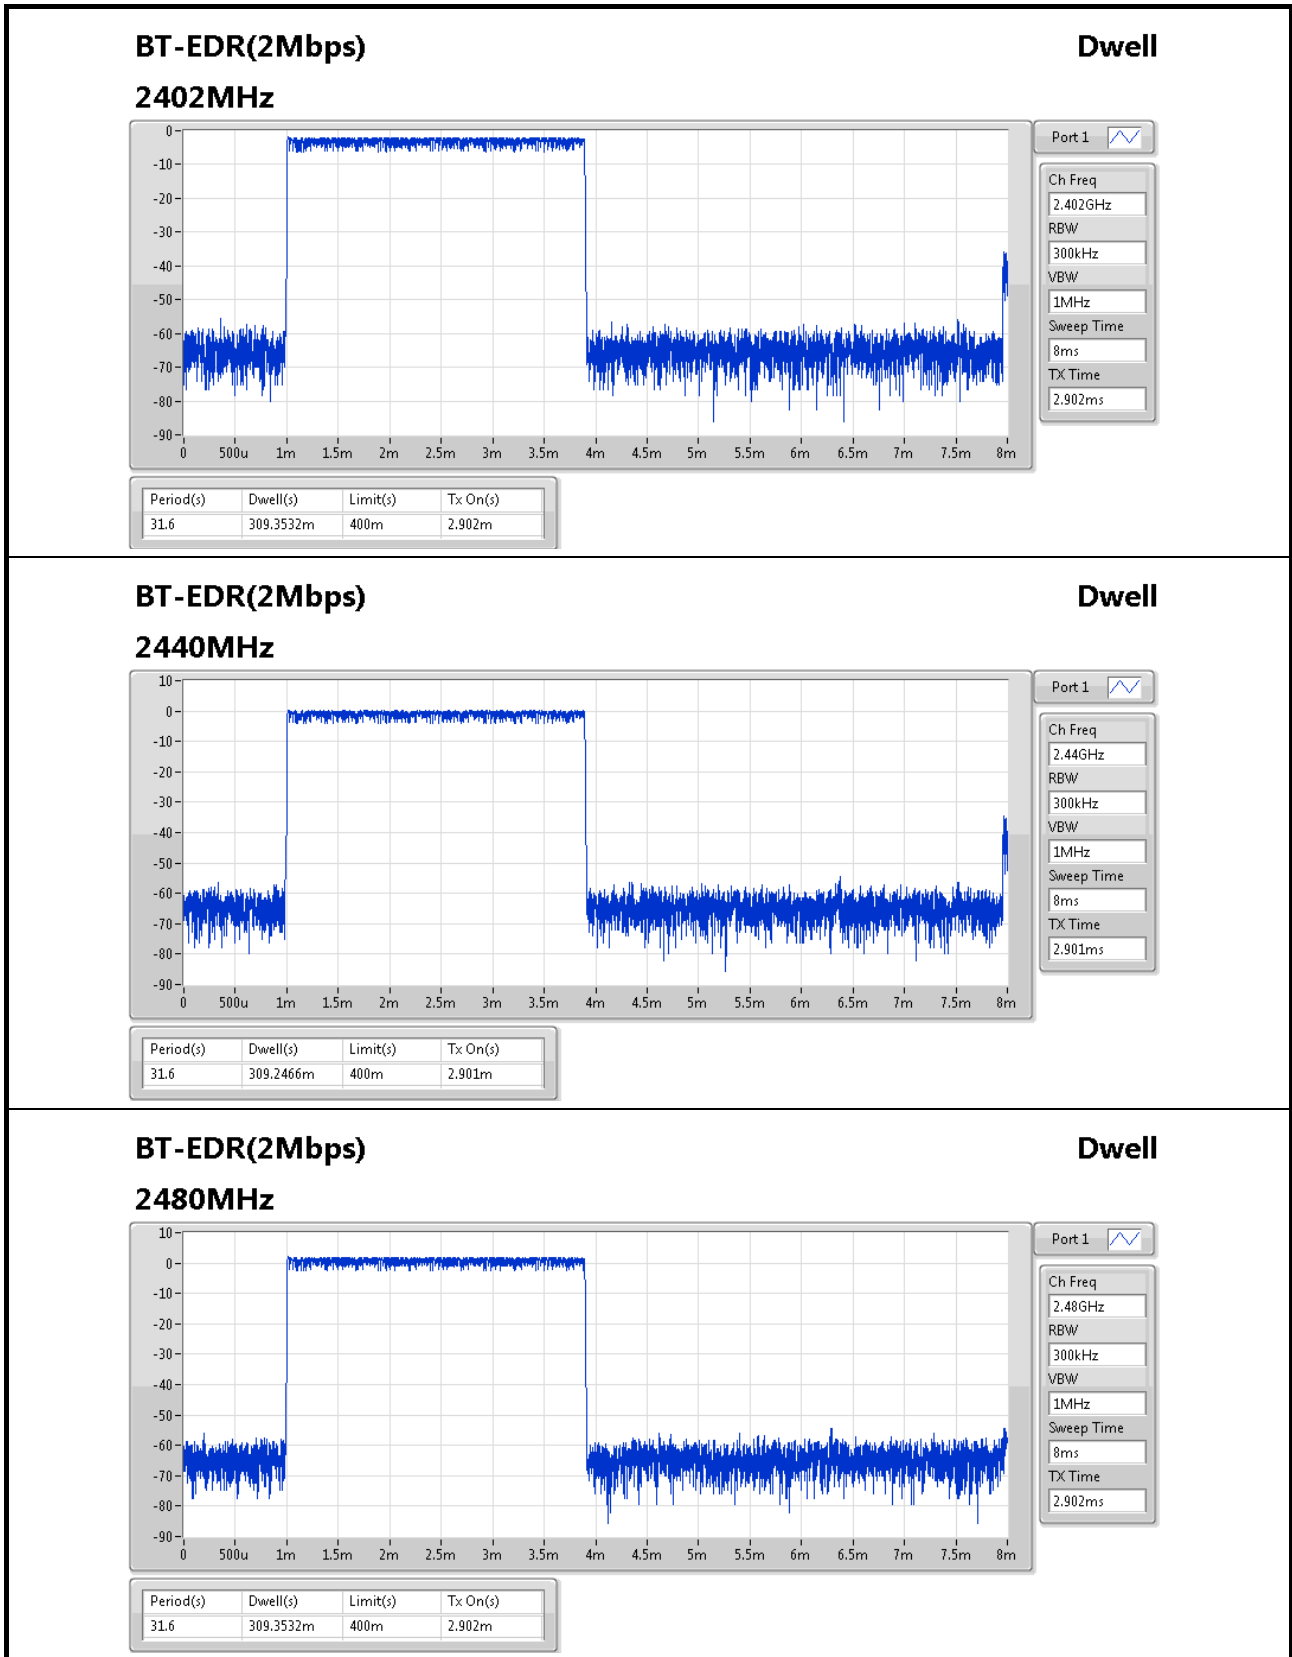 BT-EDR(2Mbps) Dwell
2402MHz
Port 1
0
-10
-20
-30
-40
-50
-60
-70
-80
-90
0 500u 1m 1.5m 2m 2.5m 3m 3.5m 4m 4.5m 5m 5.5m 6m 6.5m 7m 7.5m 8m
Ch Freq
2.402GHz
RBW
300kHz
VBW
1MHz
Sweep Time
8ms
TX Time
2.902ms
Period(s) Dwell(s) Limit(s) Tx On(s)
31.6 309.3532m 400m 2.902m
BT-EDR(2Mbps) Dwell
2440MHz
Port 1
10
0
-10
-20
-30
-40
-50
-60
-70
-80
-90
0 500u 1m 1.5m 2m 2.5m 3m 3.5m 4m 4.5m 5m 5.5m 6m 6.5m 7m 7.5m 8m
Ch Freq
2.44GHz
RBW
300kHz
VBW
1MHz
Sweep Time
8ms
TX Time
2.901ms
Period(s) Dwell(s) Limit(s) Tx On(s)
31.6 309.2466m 400m 2.901m
BT-EDR(2Mbps) Dwell
2480MHz
Port 1
10
0
-10
-20
-30
-40
-50
-60
-70
-80
-90
0 500u 1m 1.5m 2m 2.5m 3m 3.5m 4m 4.5m 5m 5.5m 6m 6.5m 7m 7.5m 8m
Ch Freq
2.48GHz
RBW
300kHz
VBW
1MHz
Sweep Time
8ms
TX Time
2.902ms
Period(s) Dwell(s) Limit(s) Tx On(s)
31.6 309.3532m 400m 2.902m